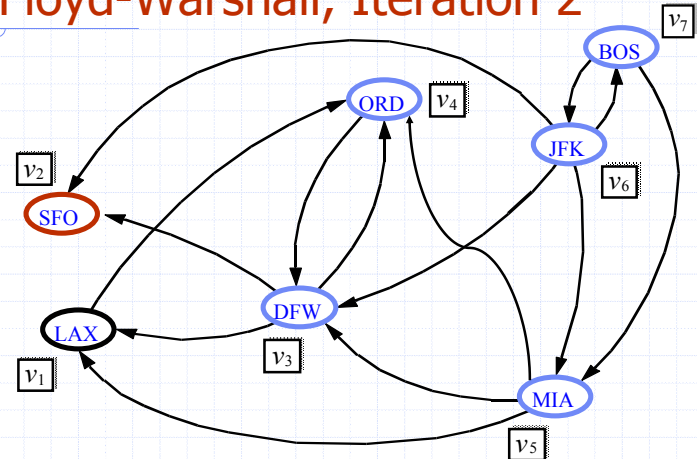 Floyd-Warshall, Iteration 2
v7
BOS
ORD
v4
JFK
v2
v6
SFO
DFW
LAX
v3
v1
MIA
v5